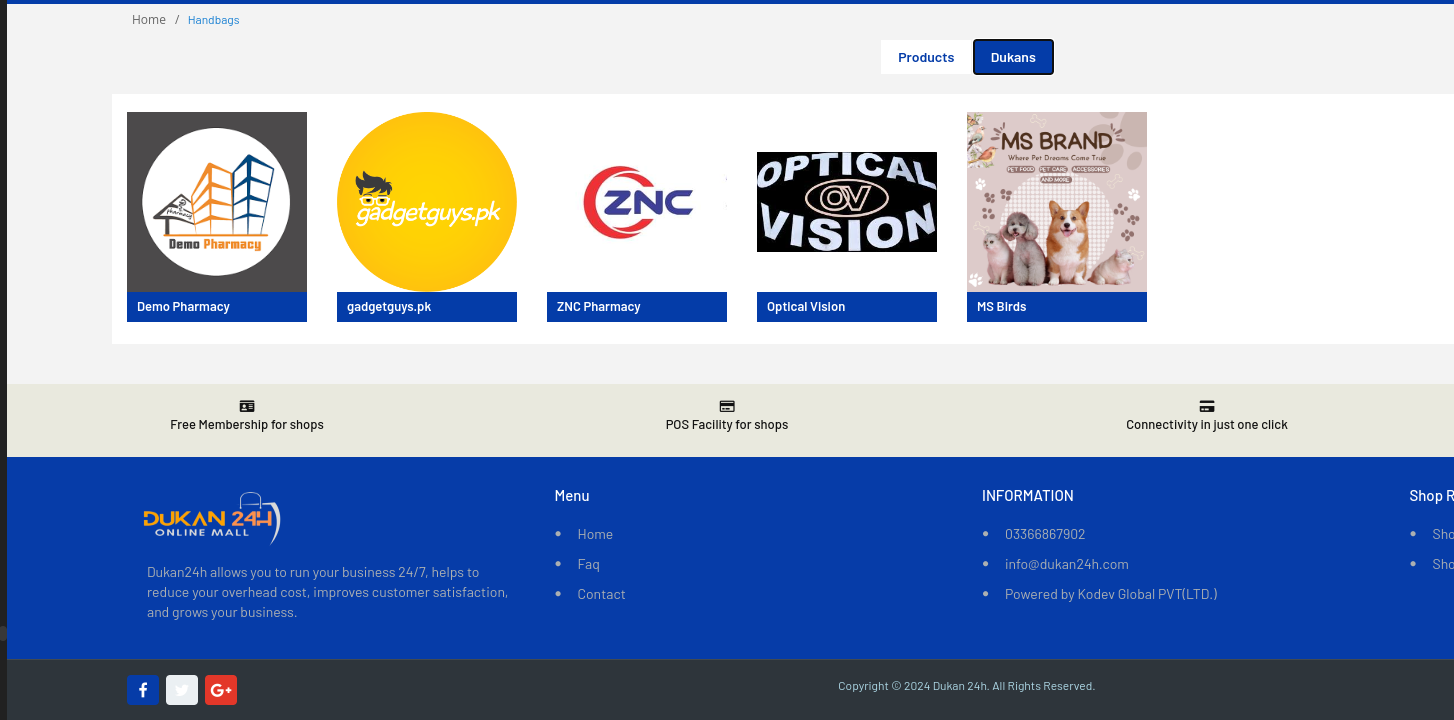 Home / Handbags
Products
Dukans
Pharmacy
Demo Pharmacy
gadgetguys.pk
ZNC
OPTICAL
OV
VISION
MS BRAND
Where Pet Dreams Come True
PET FOOD PET CARE ACCESSORIES
AND MORE
Demo Pharmacy
gadgetguys.pk
ZNC Pharmacy
Optical Vision
MS Birds
Free Membership for shops
POS Facility for shops
Connectivity in just one click
DUKAN 24H
ONLINE MALL
Dukan24h allows you to run your business 24/7, helps to
reduce your overhead cost, improves customer satisfaction,
and grows your business.
Menu
Home
Faq
Contact
INFORMATION
03366867902
info@dukan24h.com
Powered by Kodev Global PVT(LTD.)
Shop R
Sho
Sho
Copyright © 2024 Dukan 24h. All Rights Reserved.